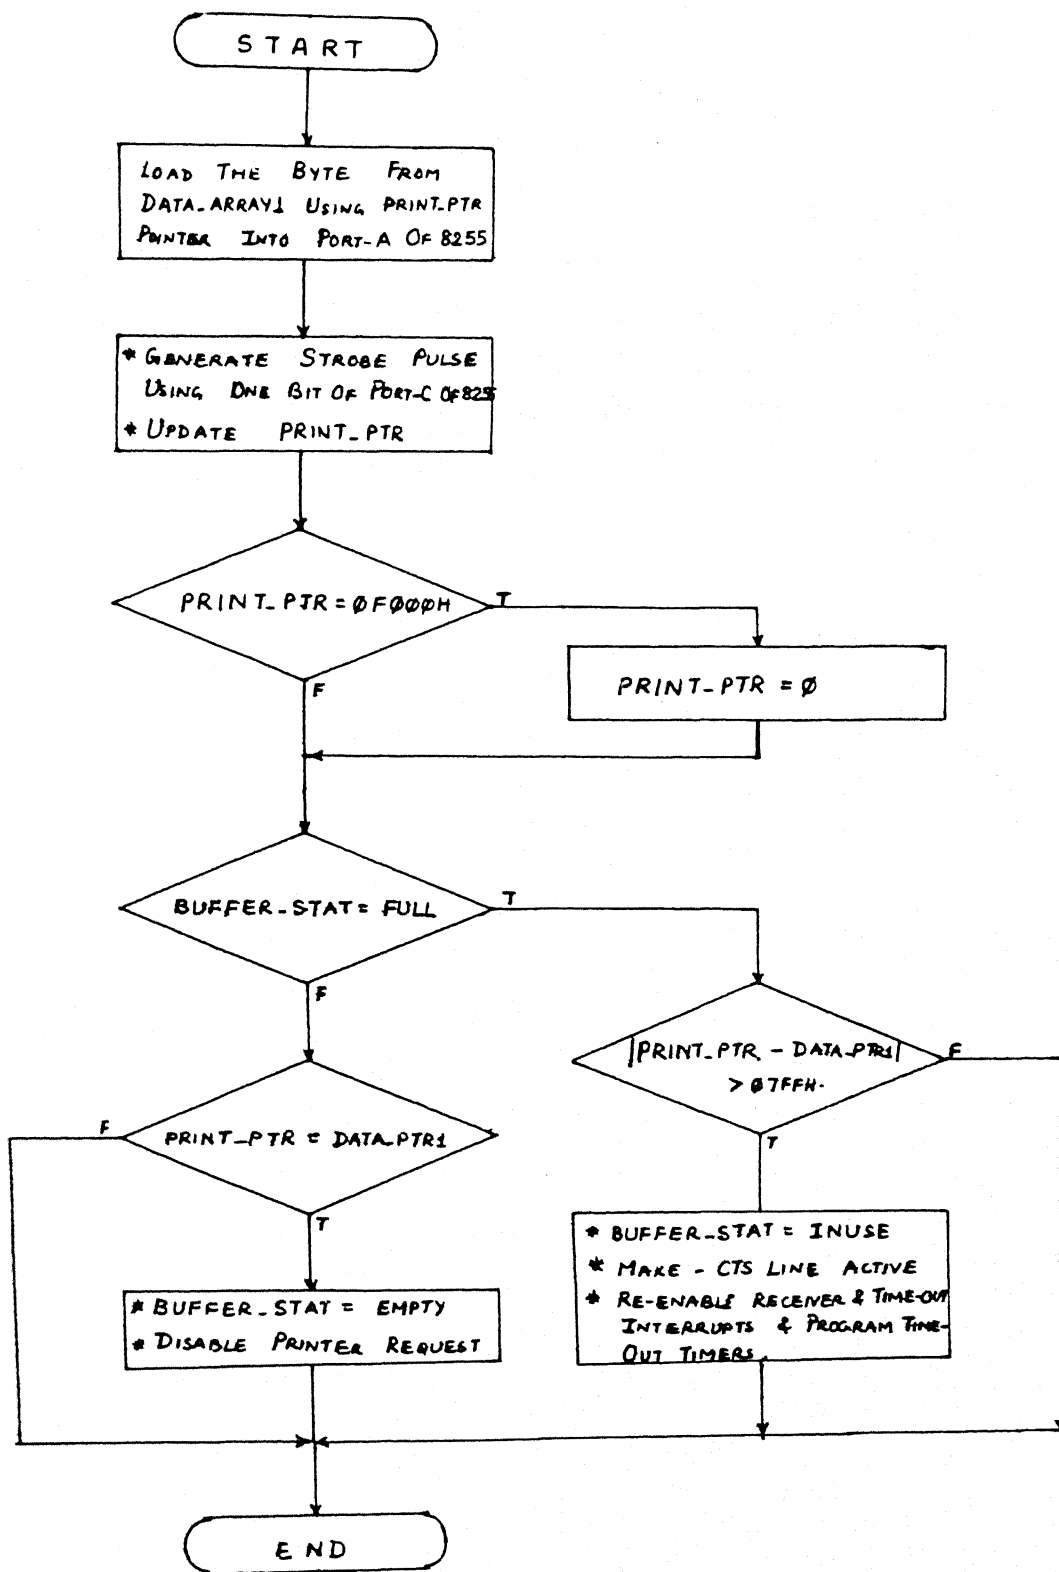 START
LOAD THE BYTE FROM
DATA_ARRAY1 USING PRINT_PTR
POINTER INTO PORT-A OF 8255
* GENERATE STROBE PULSE
USING ONE BIT OF PORT-C OF 8255
* UPDATE PRINT_PTR
PRINT_PTR = ØFØØØH
T
F
PRINT_PTR = Ø
BUFFER_STAT = FULL
T
F
|PRINT_PTR - DATA_PTR1|
> Ø7FFH.
F
T
PRINT_PTR = DATA_PTR1
F
T
* BUFFER_STAT = INUSE
* MAKE - CTS LINE ACTIVE
* RE-ENABLE RECEIVER & TIME-OUT
INTERRUPTS & PROGRAM TIME-
OUT TIMERS.
* BUFFER_STAT = EMPTY
* DISABLE PRINTER REQUEST
END